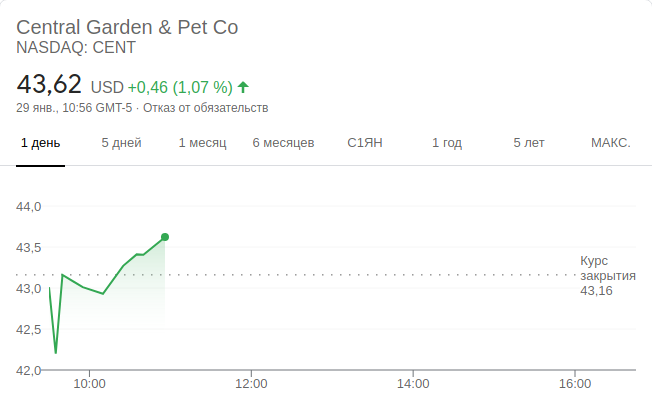 Central Garden & Pet Co
NASDAQ: CENT
43,62 USD +0,46 (1,07 %)
29 янв., 10:56 GMT-5 · Отказ от обязательств
1 день 5 дней 1 месяц 6 месяцев С1ЯН 1 год 5 лет МАКС.
44,0
43,5
Курс
закрытия
43,16
43,0
42,5
42,0
10:00 12:00 14:00 16:00